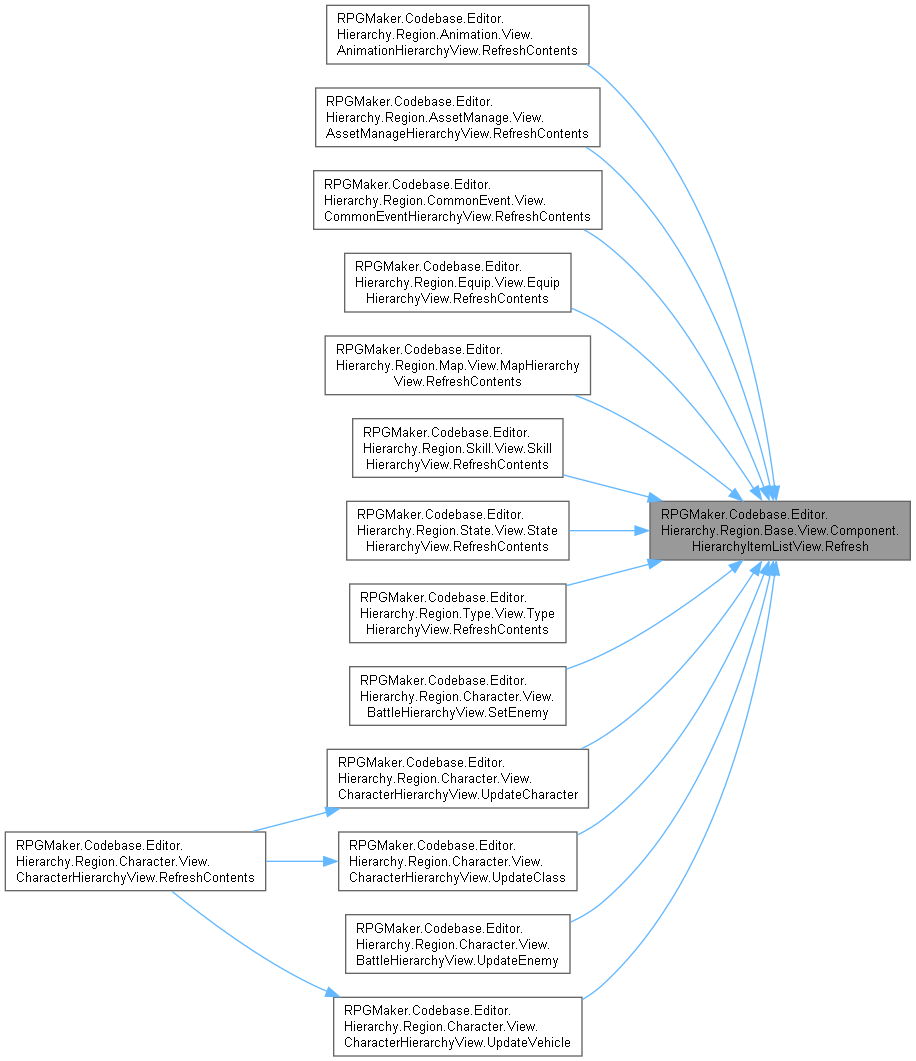 RPGMaker.Codebase.Editor.
Hierarchy.Region.Animation.View.
AnimationHierarchyView.RefreshContents
RPGMaker.Codebase.Editor.
Hierarchy.Region.AssetManage.View.
AssetManageHierarchyView.RefreshContents
RPGMaker.Codebase.Editor.
Hierarchy.Region.CommonEvent.View.
CommonEventHierarchyView.RefreshContents
RPGMaker.Codebase.Editor.
Hierarchy.Region.Equip.View.Equip
HierarchyView.RefreshContents
RPGMaker.Codebase.Editor.
Hierarchy.Region.Map.View.MapHierarchy
View.RefreshContents
RPGMaker.Codebase.Editor.
Hierarchy.Region.Skill.View.Skill
HierarchyView.RefreshContents
RPGMaker.Codebase.Editor.
Hierarchy.Region.State.View.State
HierarchyView.RefreshContents
RPGMaker.Codebase.Editor.
Hierarchy.Region.Base.View.Component.
HierarchyItemListView.Refresh
RPGMaker.Codebase.Editor.
Hierarchy.Region.Type.View.Type
HierarchyView.RefreshContents
RPGMaker.Codebase.Editor.
Hierarchy.Region.Character.View.
BattleHierarchyView.SetEnemy
RPGMaker.Codebase.Editor.
Hierarchy.Region.Character.View.
CharacterHierarchyView.UpdateCharacter
RPGMaker.Codebase.Editor.
Hierarchy.Region.Character.View.
CharacterHierarchyView.RefreshContents
RPGMaker.Codebase.Editor.
Hierarchy.Region.Character.View.
CharacterHierarchyView.UpdateClass
RPGMaker.Codebase.Editor.
Hierarchy.Region.Character.View.
BattleHierarchyView.UpdateEnemy
RPGMaker.Codebase.Editor.
Hierarchy.Region.Character.View.
CharacterHierarchyView.UpdateVehicle